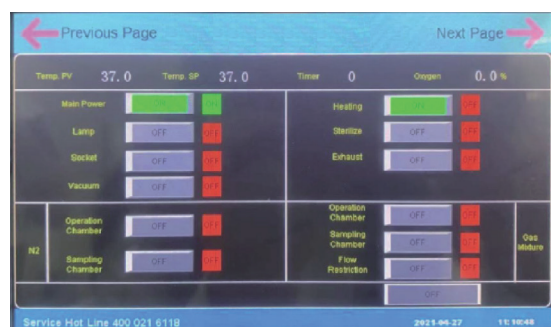 Previous Page
Next Page
Temp. PV 37.0 Temp. SP 37.0 Timer 0 Oxygen 0.0 %
Main Power ON ON
Heating ON OFF
Lamp OFF OFF
Sterilize OFF OFF
Socket OFF OFF
Exhaust OFF OFF
Vacuum OFF OFF
N2
Operation Chamber OFF OFF
Sampling Chamber OFF OFF
Operation Chamber OFF OFF
Sampling Chamber OFF OFF
Flow Restriction OFF OFF
Gas Mixture
OFF
Service Hot Line 400 021 6118
2021-06-27 11:10:48